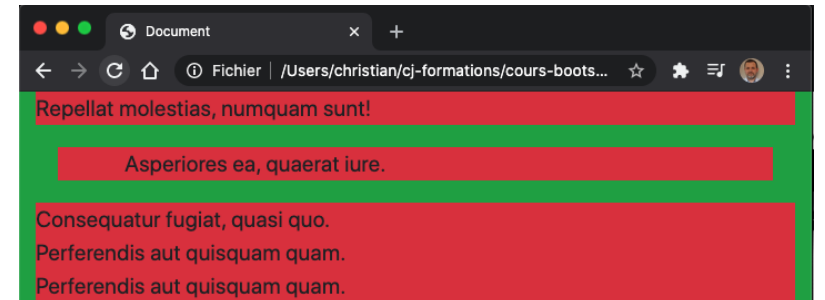 Document
Fichier /Users/christian/cj-formations/cours-boots...
Repellat molestias, numquam sunt!
Asperiores ea, quaerat iure.
Consequatur fugiat, quasi quo.
Perferendis aut quisquam quam.
Perferendis aut quisquam quam.